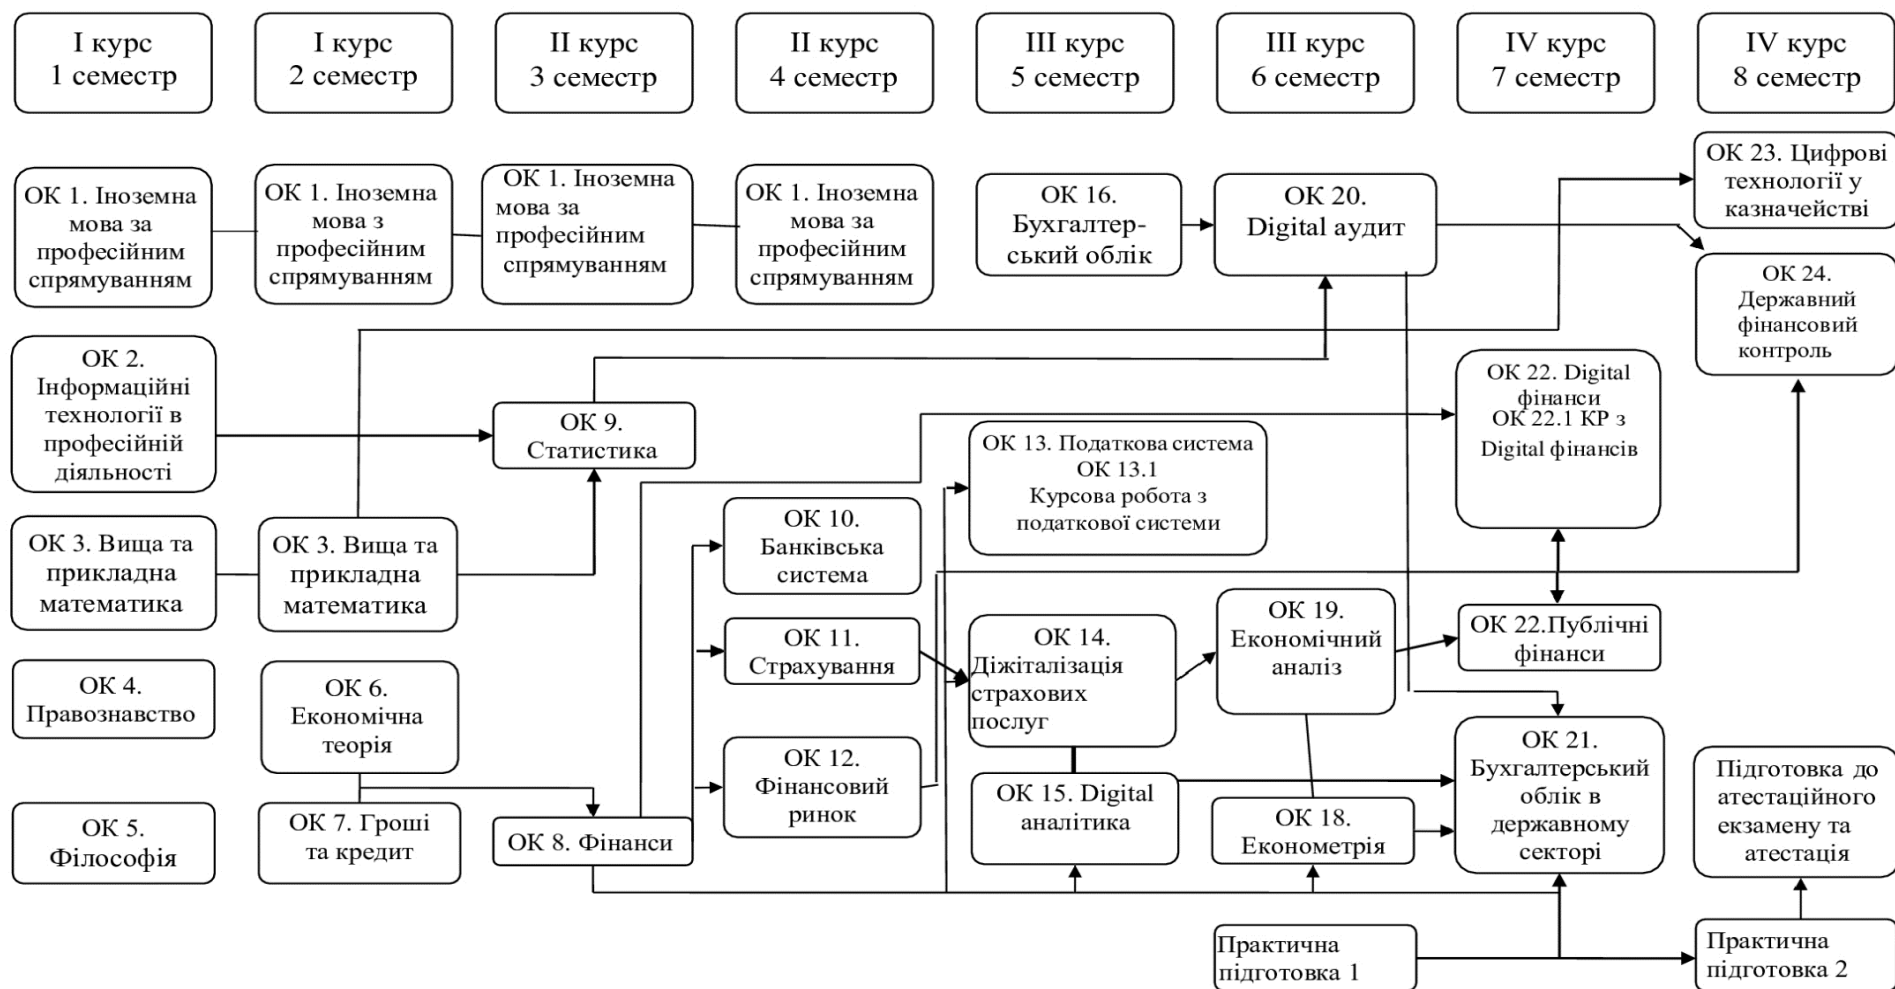 І курс
1 семестр
І курс
2 семестр
ІІ курс
3 семестр
ІІ курс
4 семестр
ІІІ курс
5 семестр
ІІІ курс
6 семестр
IV курс
7 семестр
IV курс
8 семестр
ОК 1. Іноземна
мова за
професійним
спрямуванням
ОК 1. Іноземна
мова з
професійним
спрямуванням
ОК 1. Іноземна
мова за
професійним
спрямуванням
ОК 1. Іноземна
мова за
професійним
спрямуванням
ОК 16.
Бухгалтер-
ський облік
ОК 20.
Digital аудит
ОК 23. Цифрові
технології у
казначействі
ОК 24.
Державний
фінансовий
контроль
ОК 2.
Інформаційні
технології в
професійній
діяльності
ОК 9.
Статистика
ОК 22. Digital
фінанси
ОК 22.1 КР з
Digital фінансів
ОК 13. Податкова система
ОК 13.1
Курсова робота з
податкової системи
ОК 3. Вища та
прикладна
математика
ОК 3. Вища та
прикладна
математика
ОК 10.
Банківська
система
ОК 11.
Страхування
ОК 14.
Діжіталізація
страхових
послуг
ОК 19.
Економічний
аналіз
ОК 22.Публічні
фінанси
ОК 4.
Правознавство
ОК 6.
Економічна
теорія
ОК 12.
Фінансовий
ринок
ОК 15. Digital
аналітика
ОК 18.
Економетрія
ОК 21.
Бухгалтерський
облік в
державному
секторі
Підготовка до
атестаційного
екзамену та
атестація
ОК 5.
Філософія
ОК 7. Гроші
та кредит
ОК 8. Фінанси
Практична
підготовка 1
Практична
підготовка 2